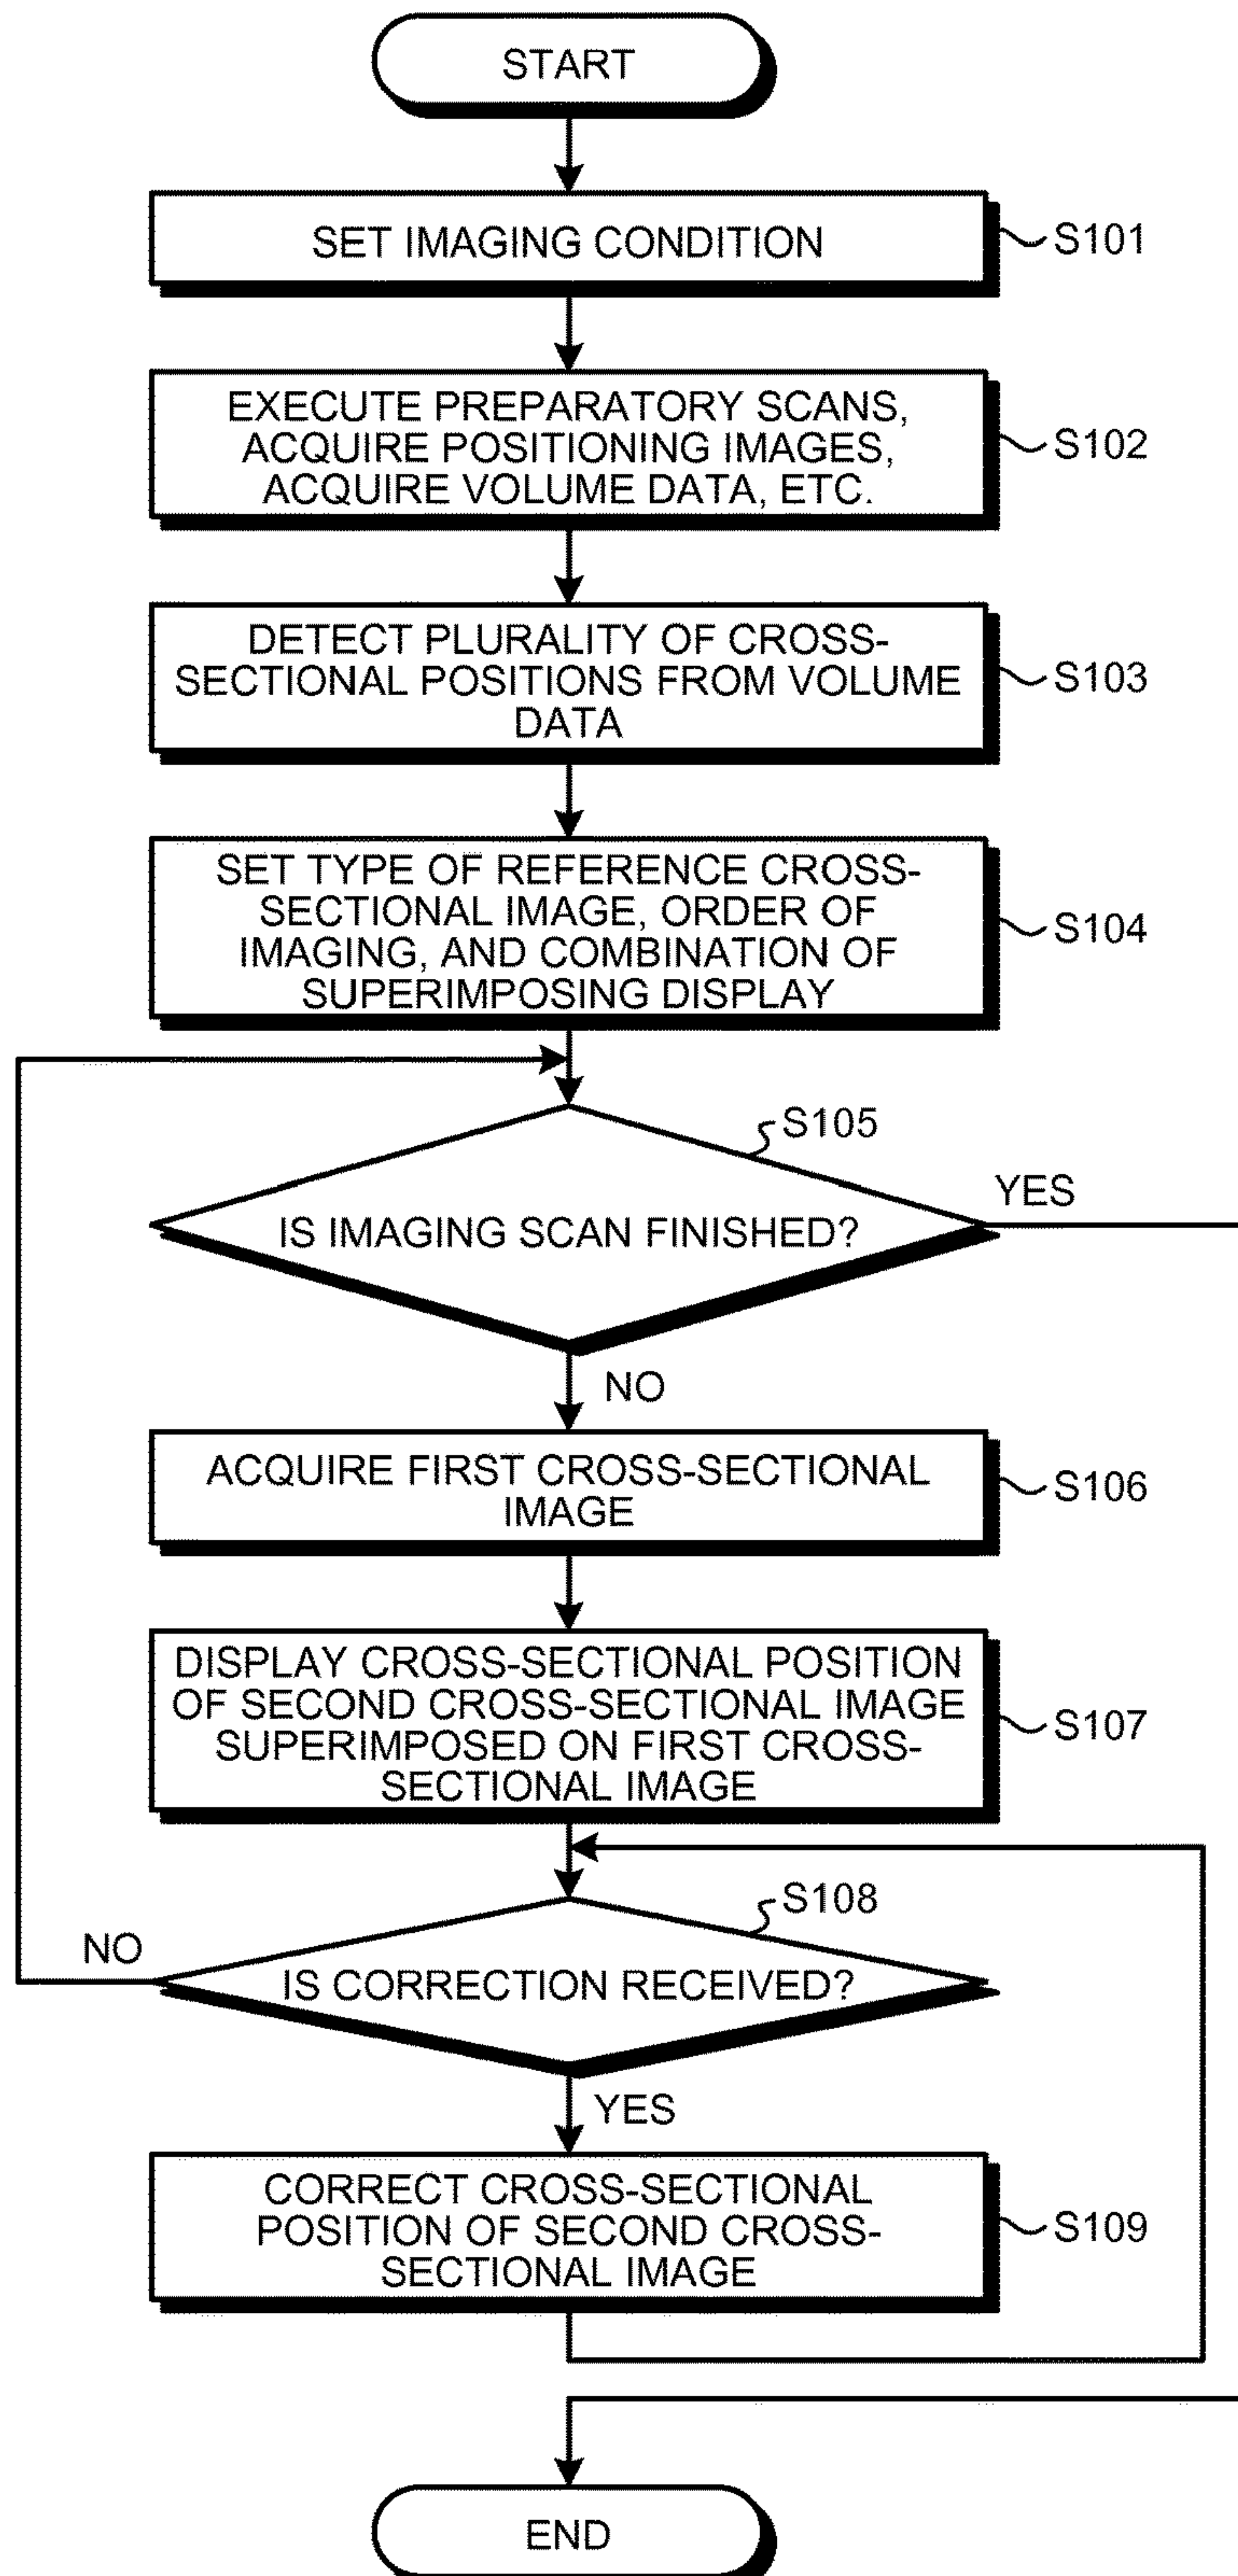 START
SET IMAGING CONDITION
S101
EXECUTE PREPARATORY SCANS,
ACQUIRE POSITIONING IMAGES,
ACQUIRE VOLUME DATA, ETC.
S102
DETECT PLURALITY OF CROSS-
SECTIONAL POSITIONS FROM VOLUME
DATA
S103
SET TYPE OF REFERENCE CROSS-
SECTIONAL IMAGE, ORDER OF
IMAGING, AND COMBINATION OF
SUPERIMPOSING DISPLAY
S104
S105
YES
IS IMAGING SCAN FINISHED?
NO
ACQUIRE FIRST CROSS-SECTIONAL
IMAGE
S106
DISPLAY CROSS-SECTIONAL POSITION
OF SECOND CROSS-SECTIONAL IMAGE
SUPERIMPOSED ON FIRST CROSS-
SECTIONAL IMAGE
S107
S108
NO
IS CORRECTION RECEIVED?
YES
CORRECT CROSS-SECTIONAL
POSITION OF SECOND CROSS-
SECTIONAL IMAGE
S109
END